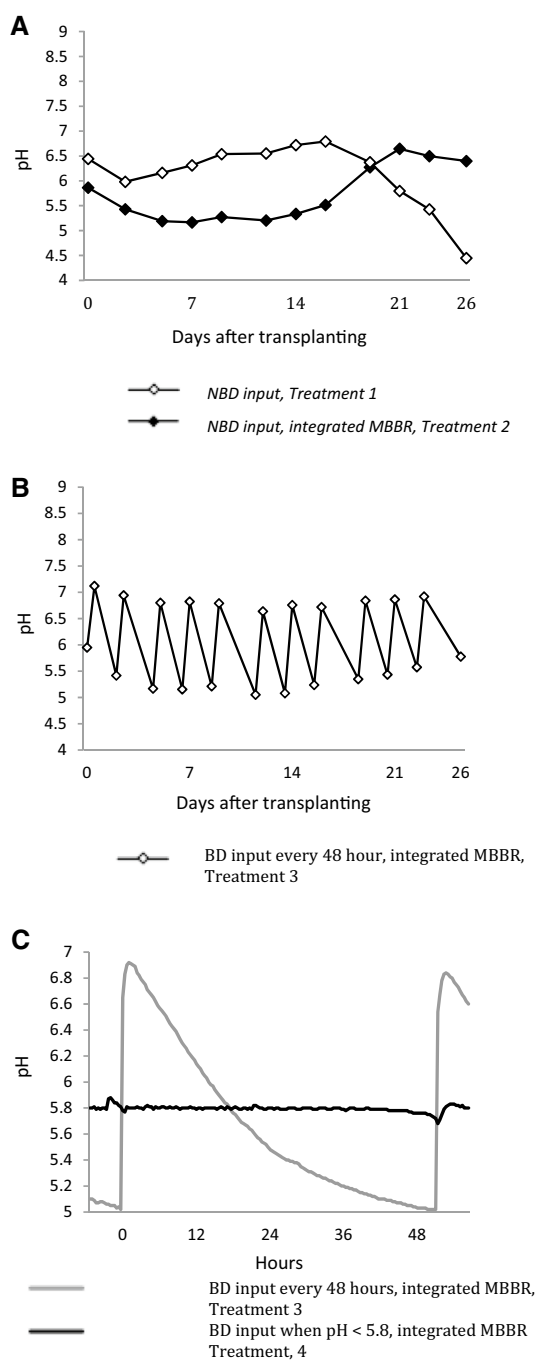 A
9
8.5
8
7.5
7
6.5
6
5.5
5
4.5
4
pH
0 7 14 21 26
Days after transplanting
NBD input, Treatment 1
NBD input, integrated MBBR, Treatment 2
B
9
8.5
8
7.5
7
6.5
6
5.5
5
4.5
4
pH
0 7 14 21 26
Days after transplanting
BD input every 48 hour, integrated MBBR,
Treatment 3
C
7
6.8
6.6
6.4
6.2
6
5.8
5.6
5.4
5.2
5
pH
0 12 24 36 48
Hours
BD input every 48 hours, integrated MBBR,
Treatment 3
BD input when pH < 5.8, integrated MBBR
Treatment, 4